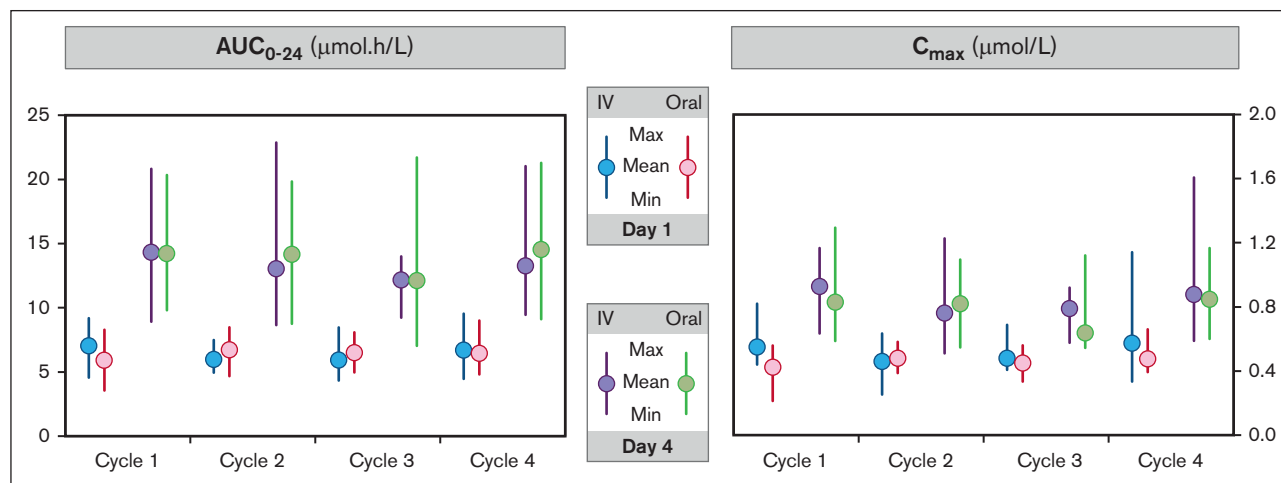 AUC0-24 (μmol.h/L)
25
20
15
10
5
0
Cycle 1 Cycle 2 Cycle 3 Cycle 4
IV Oral
Max
Mean
Min
Day 1
IV Oral
Max
Mean
Min
Day 4
Cmax (μmol/L)
2.0
1.6
1.2
0.8
0.4
0.0
Cycle 1 Cycle 2 Cycle 3 Cycle 4